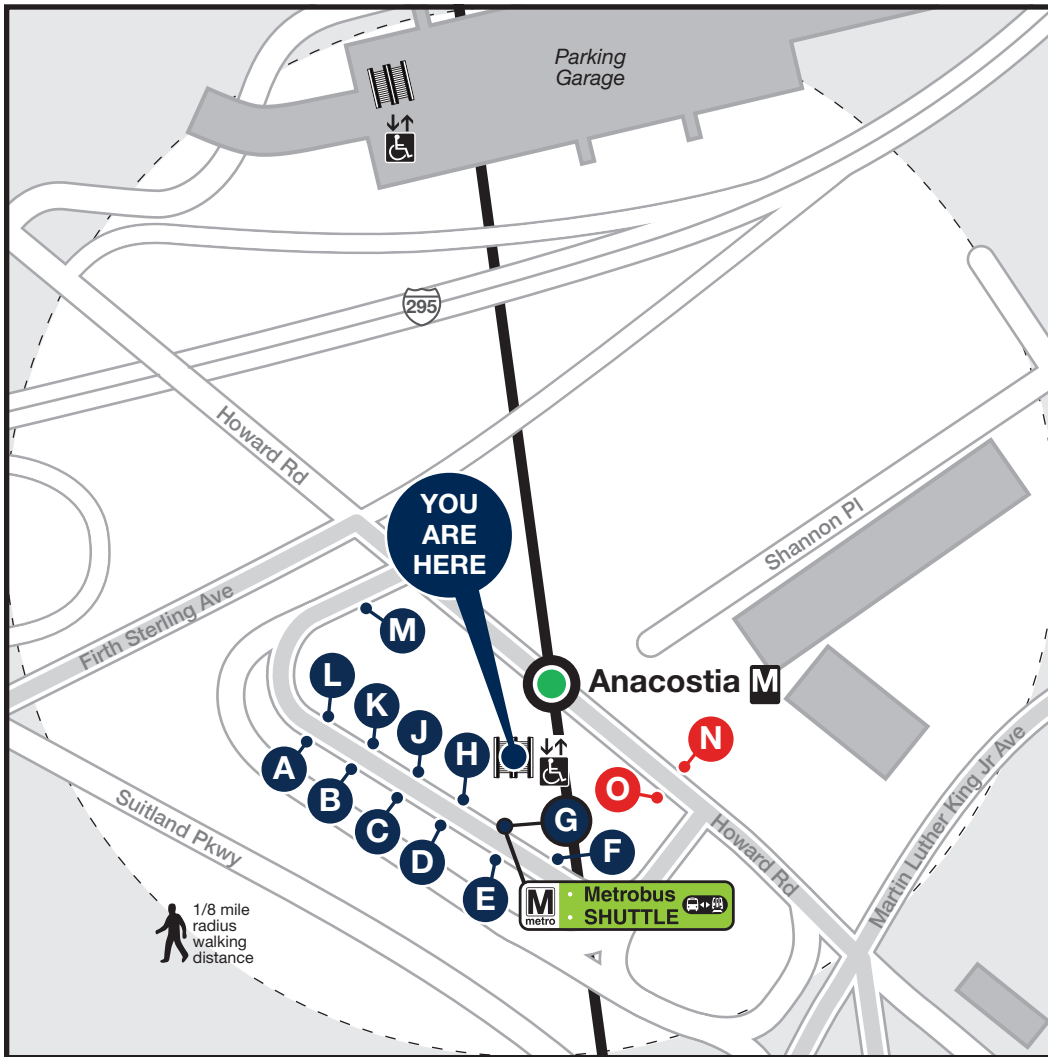 Parking
Garage
295
Howard Rd
YOU
ARE
HERE
Shannon Pl
Firth Sterling Ave
M
L
K
J
H
A
B
C
D
E
G
F
Anacostia M
N
O
Suitland Pkwy
Howard Rd
Martin Luther King Jr Ave
M
metro
· Metrobus
· SHUTTLE
1/8 mile
radius
walking
distance